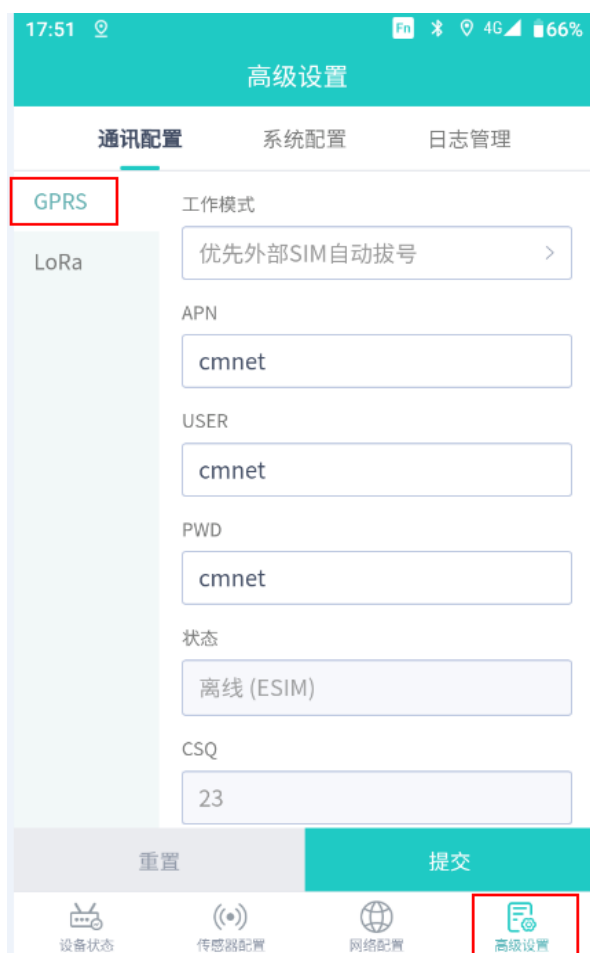 17:51 Fn 4G 66%
高级设置
通讯配置 系统配置 日志管理
GPRS
LoRa
工作模式
优先外部SIM自动拔号
APN
cmnet
USER
cmnet
PWD
cmnet
状态
离线 (ESIM)
CSQ
23
重置 提交
设备状态 传感器配置 网络配置 高级设置